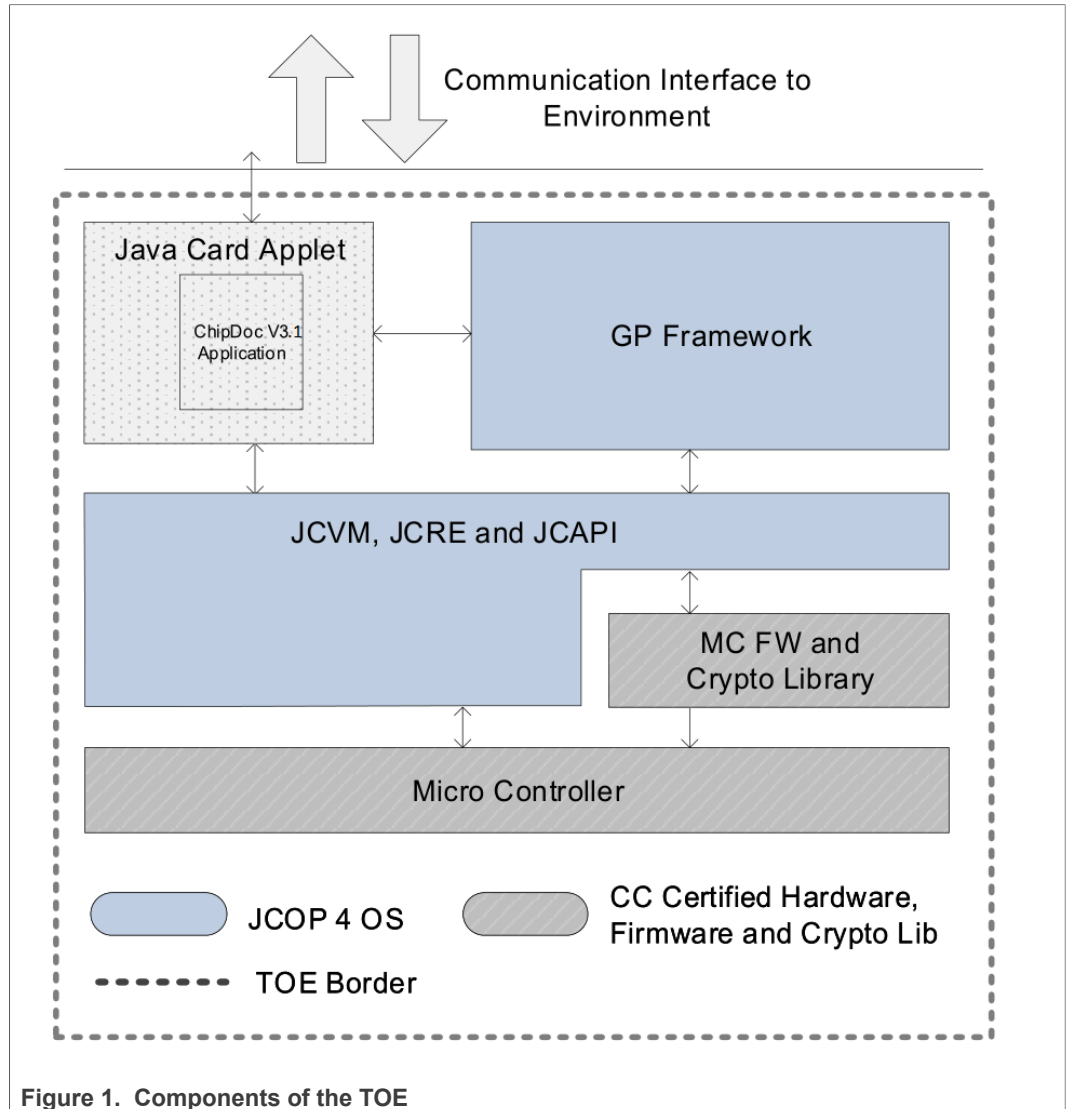 Communication Interface to
Environment
Java Card Applet
ChipDoc V3.1
Application
GP Framework
JCVM, JCRE and JCAPI
MC FW and
Crypto Library
Micro Controller
JCOP 4 OS
CC Certified Hardware,
Firmware and Crypto Lib
TOE Border
Figure 1. Components of the TOE